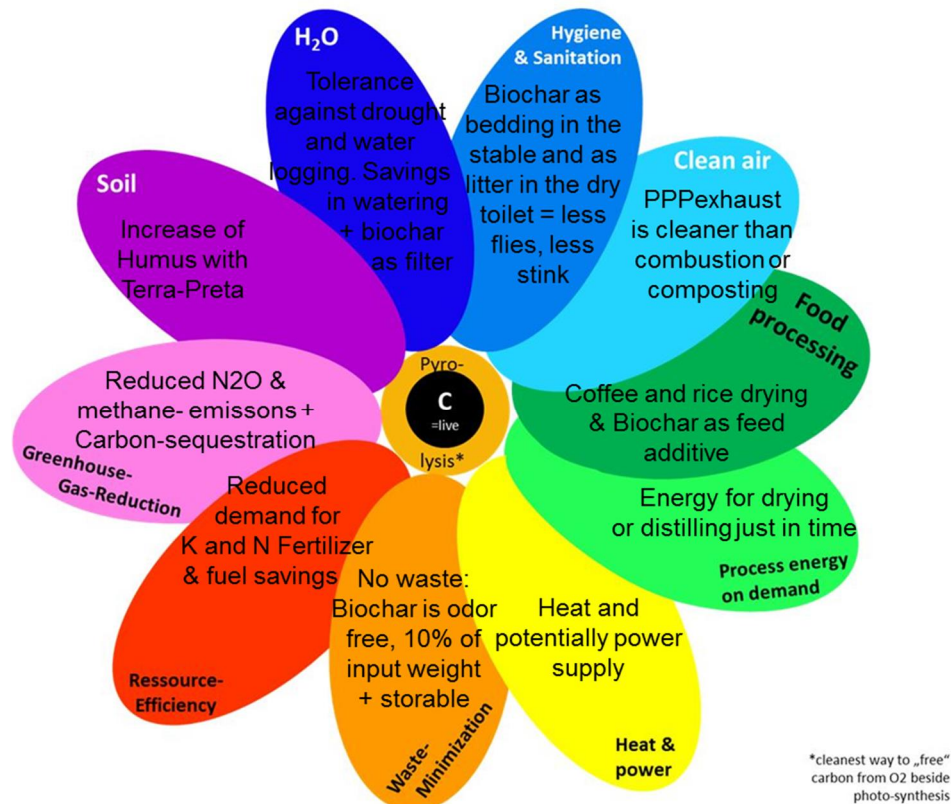 H₂O
Tolerance
against drought
and water
logging. Savings
in watering
+ biochar
as filter
Hygiene
& Sanitation
Biochar as
bedding in the
stable and as
litter in the dry
toilet = less
flies, less
stink
Clean air
PPPexhaust
is cleaner than
combustion or
composting
Food
processing
Coffee and rice drying
& Biochar as feed
additive
Energy for drying
or distilling just in time
Process energy
on demand
Heat and
potentially power
supply
Heat &
power
No waste:
Biochar is odor
free, 10% of
input weight
+ storable
Waste-
Minimization
Reduced
demand for
K and N Fertilizer
& fuel savings
Ressource-
Efficiency
Reduced N2O &
methane- emissons +
Carbon-sequestration
Greenhouse-
Gas-Reduction
Soil
Increase of
Humus with
Terra-Preta
Pyro-
C
=live
lysis*
*cleanest way to „free“
carbon from O2 beside
photo-synthesis